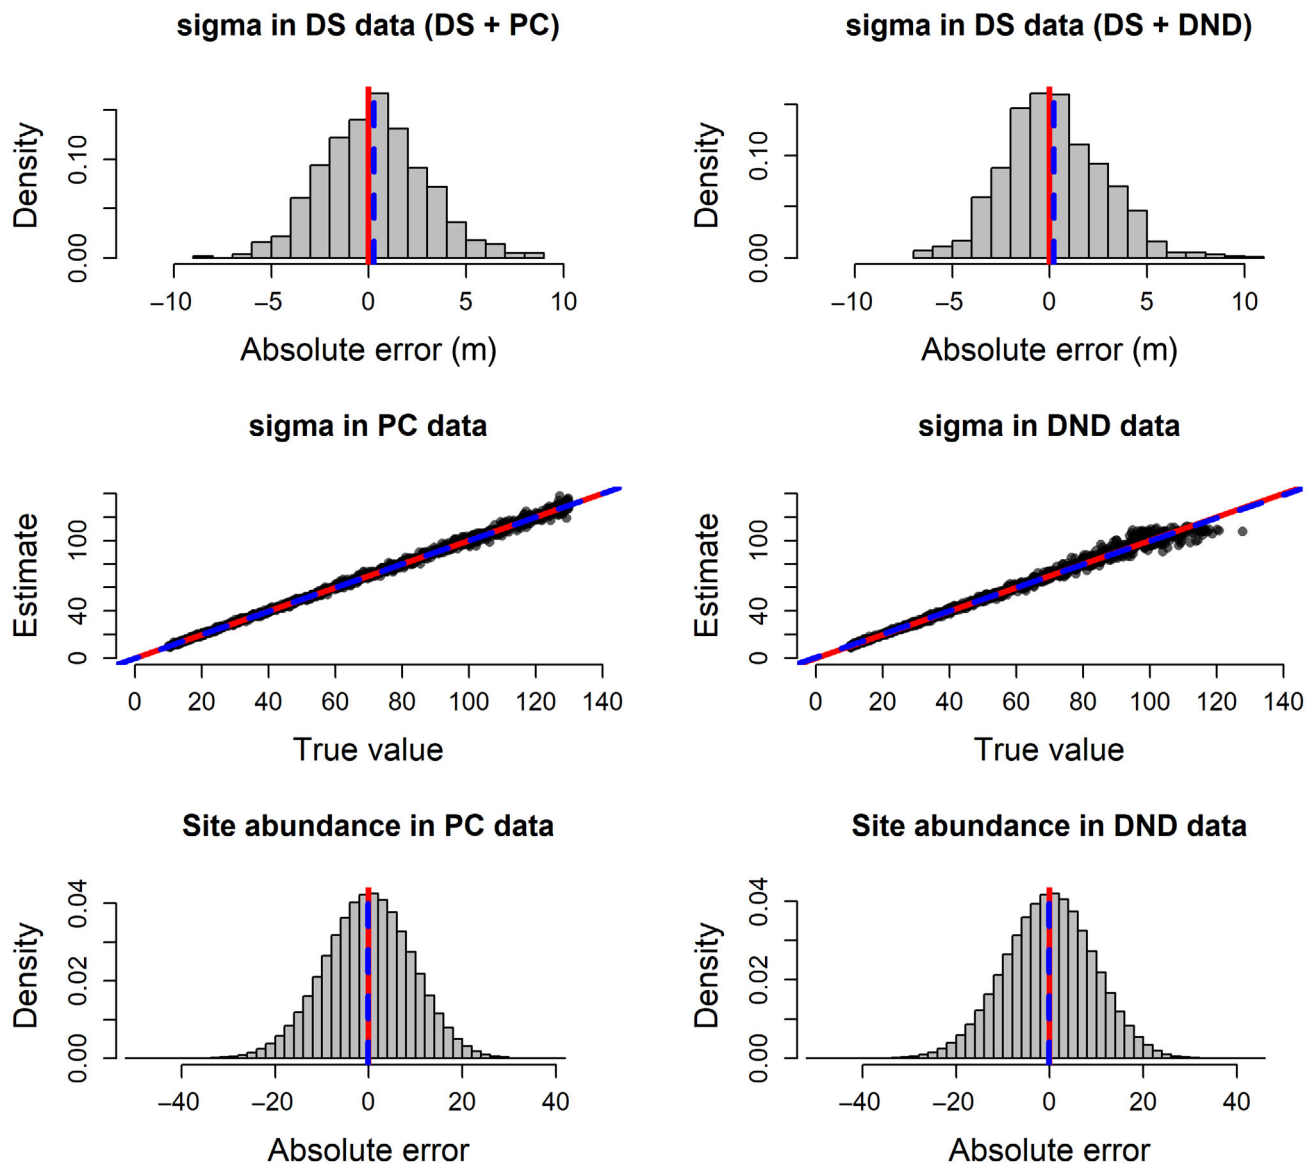 sigma in DS data (DS + PC)
Density
0.00 0.10
−10 −5 0 5 10
Absolute error (m)
sigma in DS data (DS + DND)
Density
0.00 0.10
−10 −5 0 5 10
Absolute error (m)
sigma in PC data
Estimate
0 40 100
0 20 40 60 80 100 120 140
True value
sigma in DND data
Estimate
0 40 100
0 20 40 60 80 100 120 140
True value
Site abundance in PC data
Density
0.00 0.02 0.04
−40 −20 0 20 40
Absolute error
Site abundance in DND data
Density
0.00 0.02 0.04
−40 −20 0 20 40
Absolute error